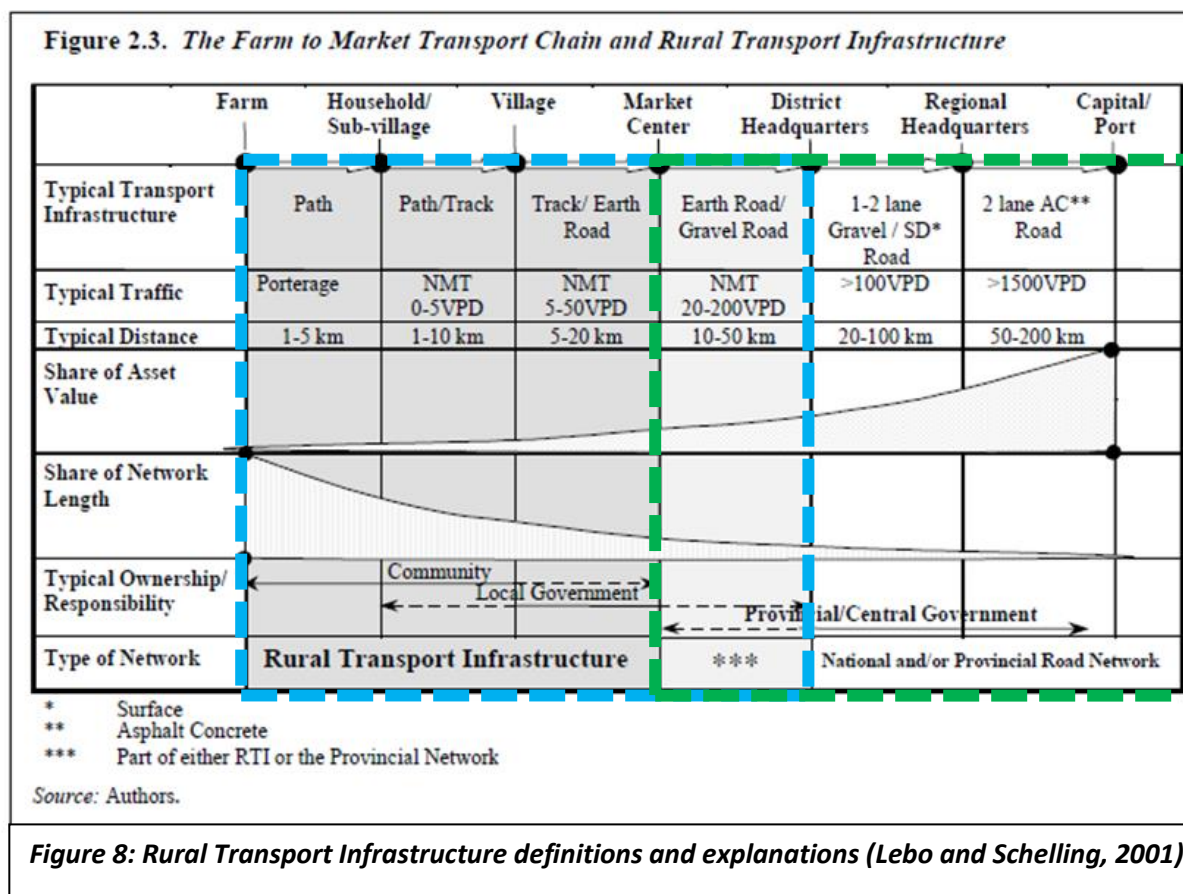 Figure 2.3. The Farm to Market Transport Chain and Rural Transport Infrastructure
Farm Household/ Village Market District Regional Capital/
Sub-village Center Headquarters Headquarters Port
Typical Transport Infrastructure
Path
Path/Track
Track/ Earth Road
Earth Road/ Gravel Road
1-2 lane Gravel / SD* Road
2 lane AC** Road
Typical Traffic
Porterage
NMT 0-5VPD
NMT 5-50VPD
NMT 20-200VPD
>100VPD
>1500VPD
Typical Distance 1-5 km 1-10 km 5-20 km 10-50 km 20-100 km 50-200 km
Share of Asset
Value
Share of Network
Length
Typical Ownership/
Responsibility
Community
Local Government
Provincial/Central Government
Type of Network Rural Transport Infrastructure *** National and/or Provincial Road Network
* Surface
** Asphalt Concrete
*** Part of either RTI or the Provincial Network
Source: Authors.
Figure 8: Rural Transport Infrastructure definitions and explanations (Lebo and Schelling, 2001)